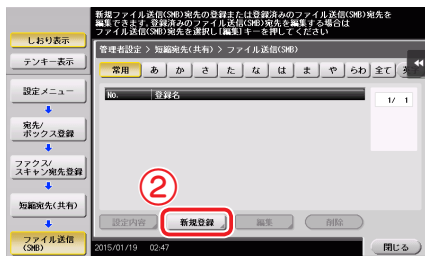 新規ファイル送信(SMB)宛先の登録または登録済みのファイル送信(SMB)宛先を
編集できます。登録済みのファイル送信(SMB)宛先を編集する場合は
ファイル送信(SMB)宛先を選択し[編集]キーを押してください
しおり表示
テンキー表示
設定メニュー
宛先/
ボックス登録
ファクス/
スキャン宛先登録
短縮宛先(共有)
ファイル送信
(SMB)
管理者設定 > 短縮宛先(共有) > ファイル送信(SMB)
常用 あ か さ た な は ま や らわ 全て
No. 登録名
1/ 1
②
設定内容 新規登録 編集 削除
2015/01/19 02:47
閉じる